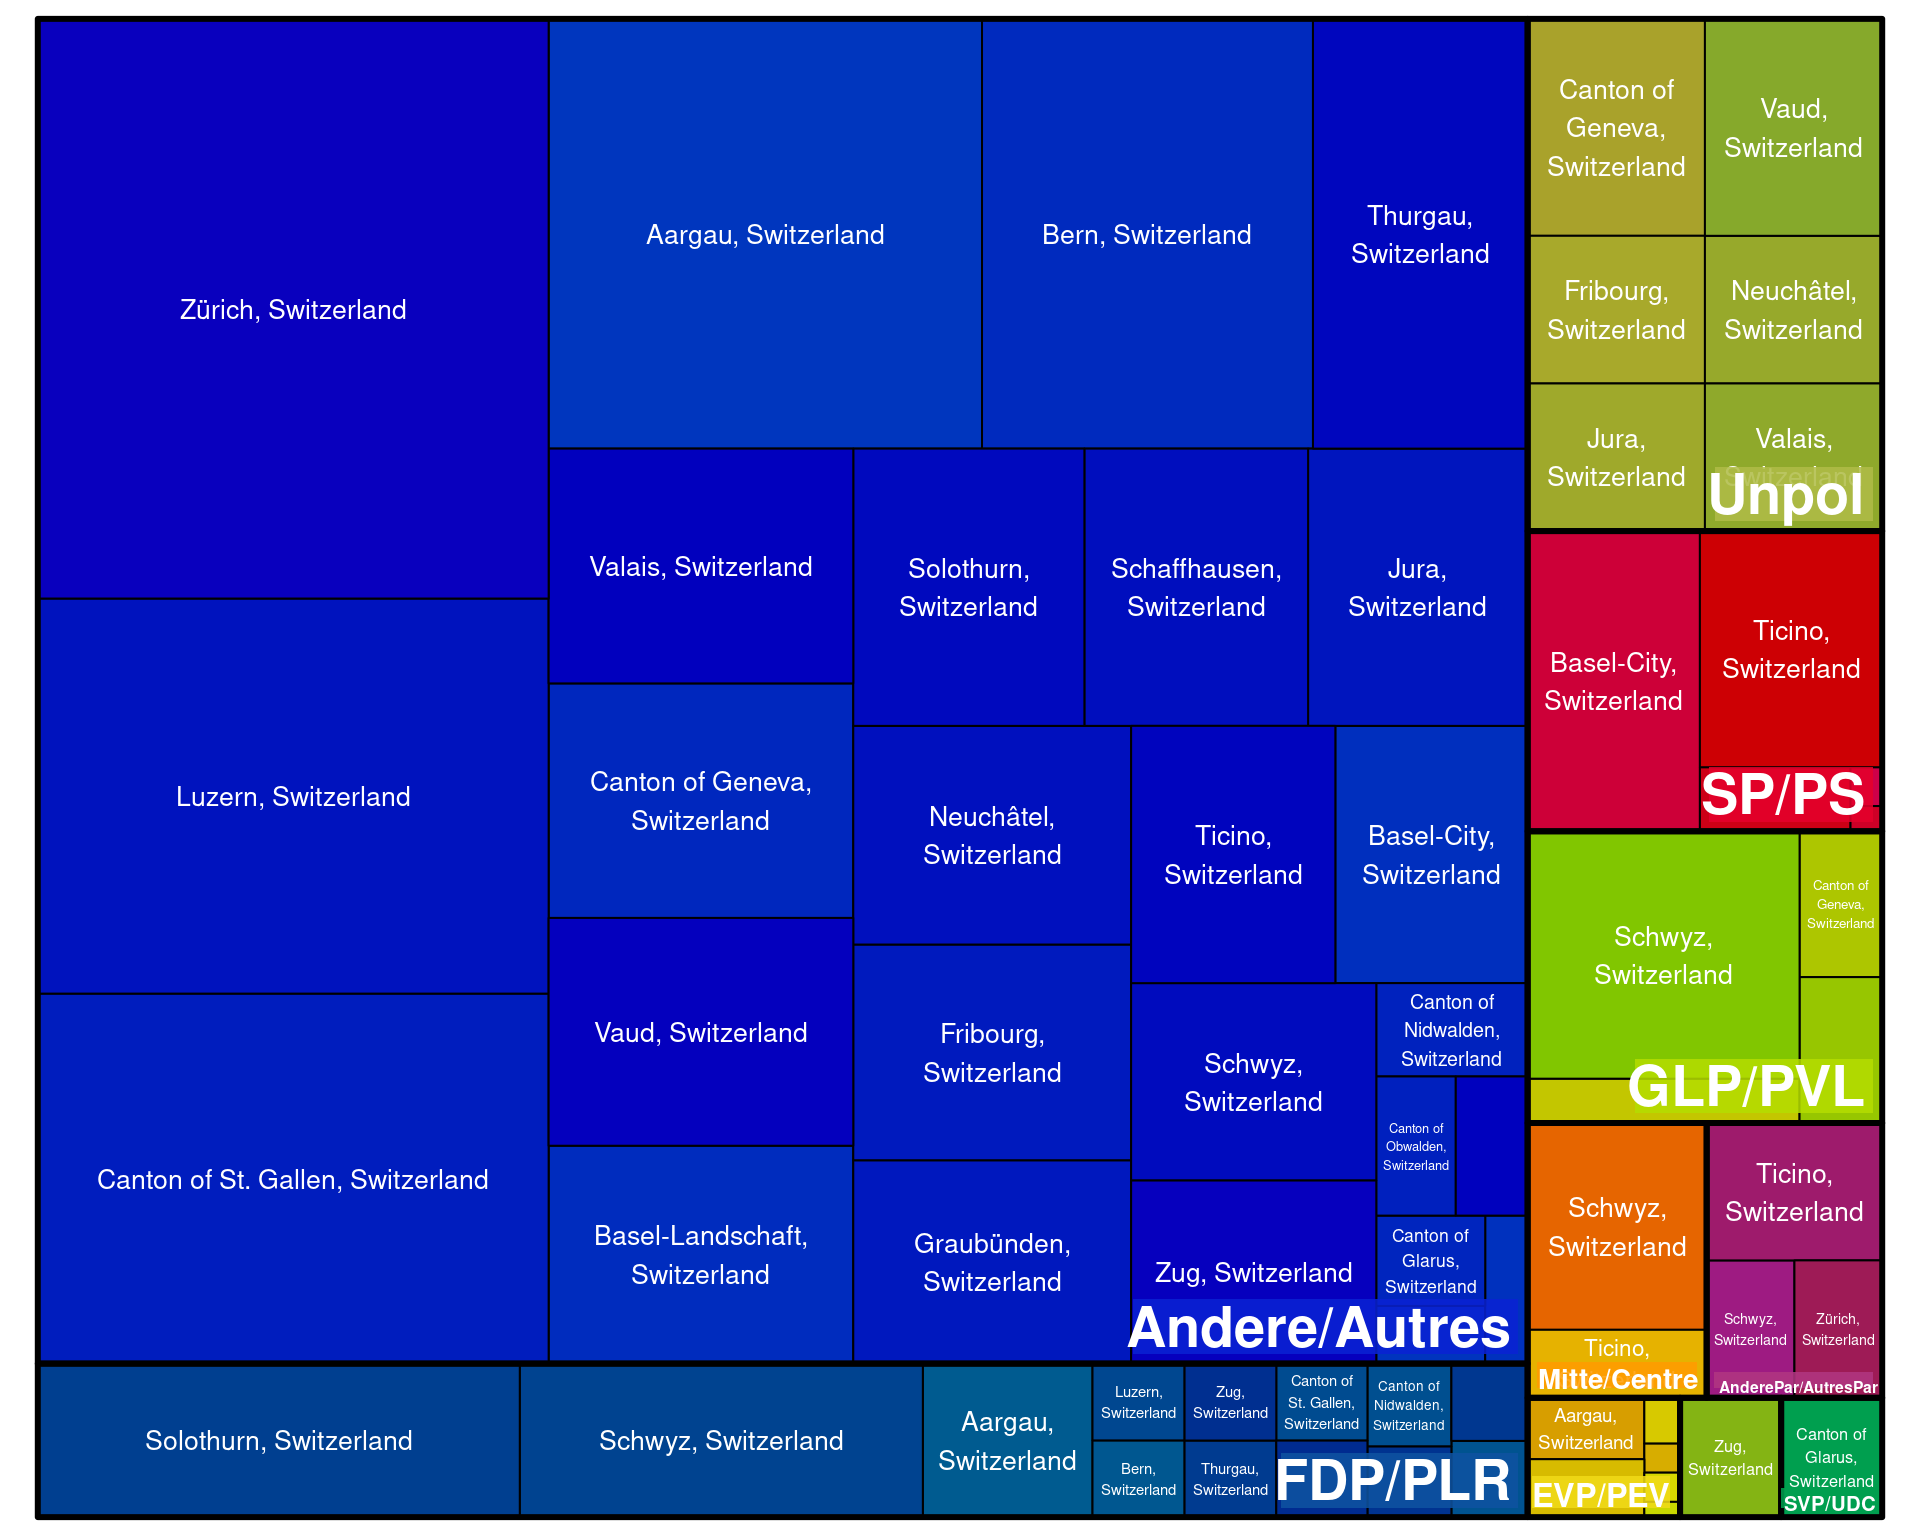 Zürich, Switzerland
Luzern, Switzerland
Canton of St. Gallen, Switzerland
Aargau, Switzerland
Bern, Switzerland
Thurgau,
Switzerland
Valais, Switzerland
Canton of Geneva,
Switzerland
Vaud, Switzerland
Basel-Landschaft,
Switzerland
Solothurn,
Switzerland
Schaffhausen,
Switzerland
Jura,
Switzerland
Neuchâtel,
Switzerland
Fribourg,
Switzerland
Graubünden,
Switzerland
Ticino,
Switzerland
Basel-City,
Switzerland
Schwyz,
Switzerland
Zug, Switzerland
Canton of
Nidwalden,
Switzerland
Canton of
Obwalden,
Switzerland
Canton of
Glarus,
Switzerland
Andere/Autres
Solothurn, Switzerland
Schwyz, Switzerland
Aargau,
Switzerland
Luzern,
Switzerland
Bern,
Switzerland
Zug,
Switzerland
Thurgau,
Switzerland
Canton of
St. Gallen,
Switzerland
Canton of
Nidwalden,
Switzerland
FDP/PLR
Canton of
Geneva,
Switzerland
Vaud,
Switzerland
Fribourg,
Switzerland
Neuchâtel,
Switzerland
Jura,
Switzerland
Valais,
Switzerland
Unpol
Basel-City,
Switzerland
Ticino,
Switzerland
SP/PS
Schwyz,
Switzerland
Canton of
Geneva,
Switzerland
GLP/PVL
Schwyz,
Switzerland
Ticino,
Mitte/Centre
Ticino,
Switzerland
Schwyz,
Switzerland
Zürich,
Switzerland
AnderePar/AutresPar
Aargau,
Switzerland
EVP/PEV
Zug,
Switzerland
Canton of
Glarus,
Switzerland
SVP/UDC